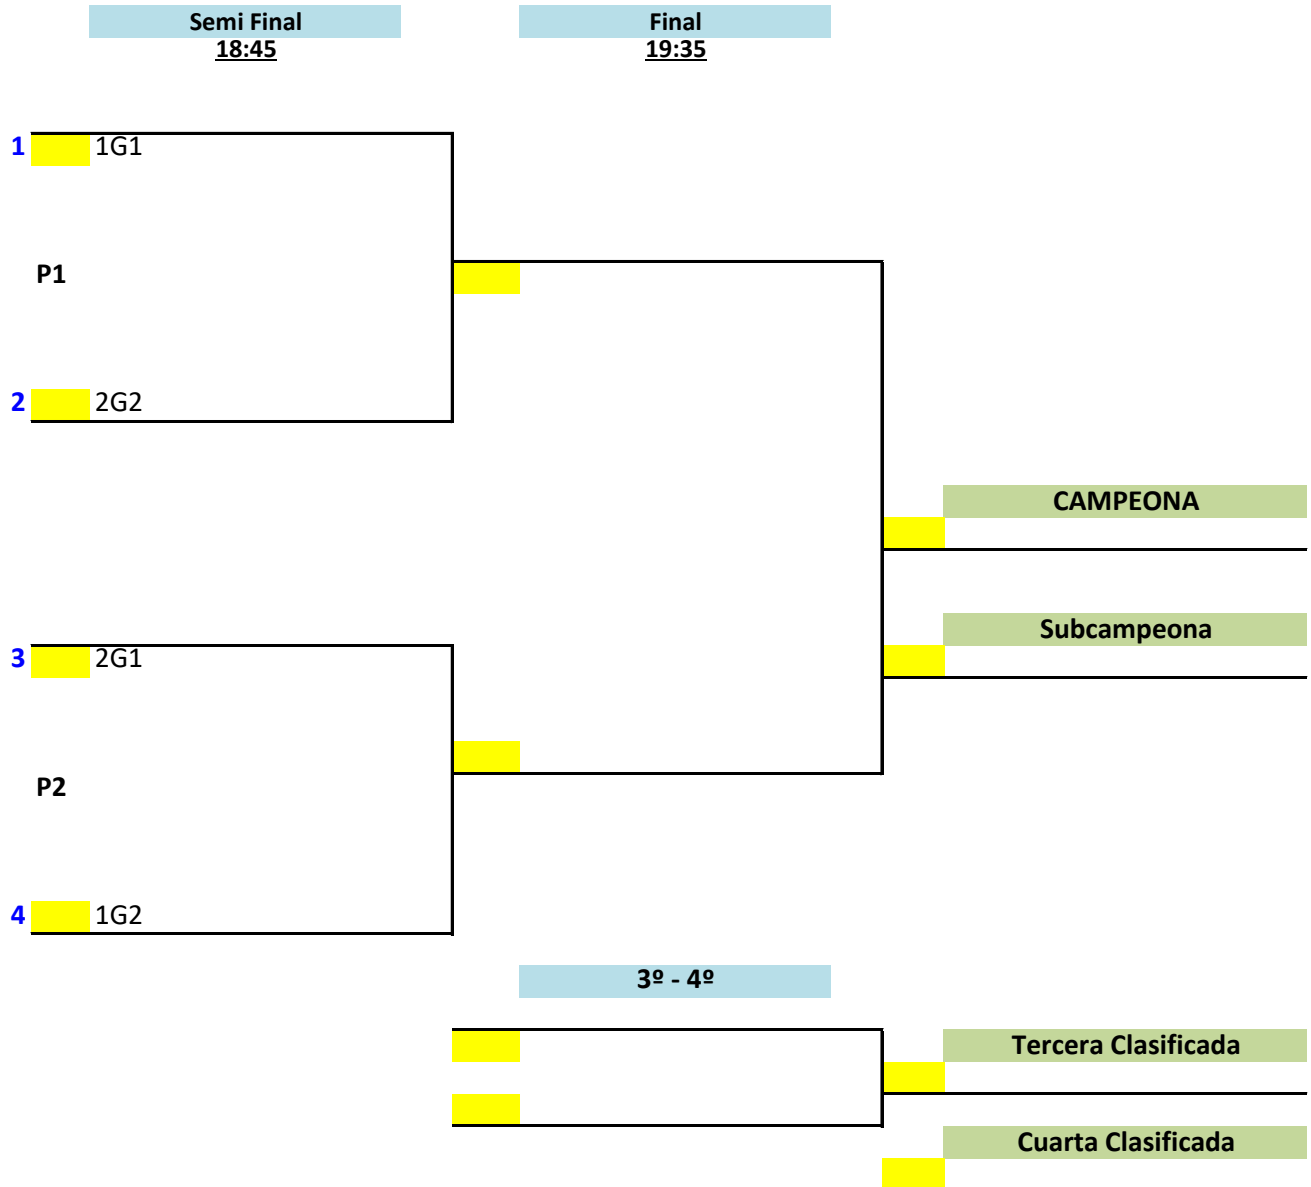 Semi Final
Final
18:45
19:35
1 1G1
P1
2 2G2
CAMPEONA
Subcampeona
3 2G1
P2
4 1G2
3º - 4º
Tercera Clasificada
Cuarta Clasificada